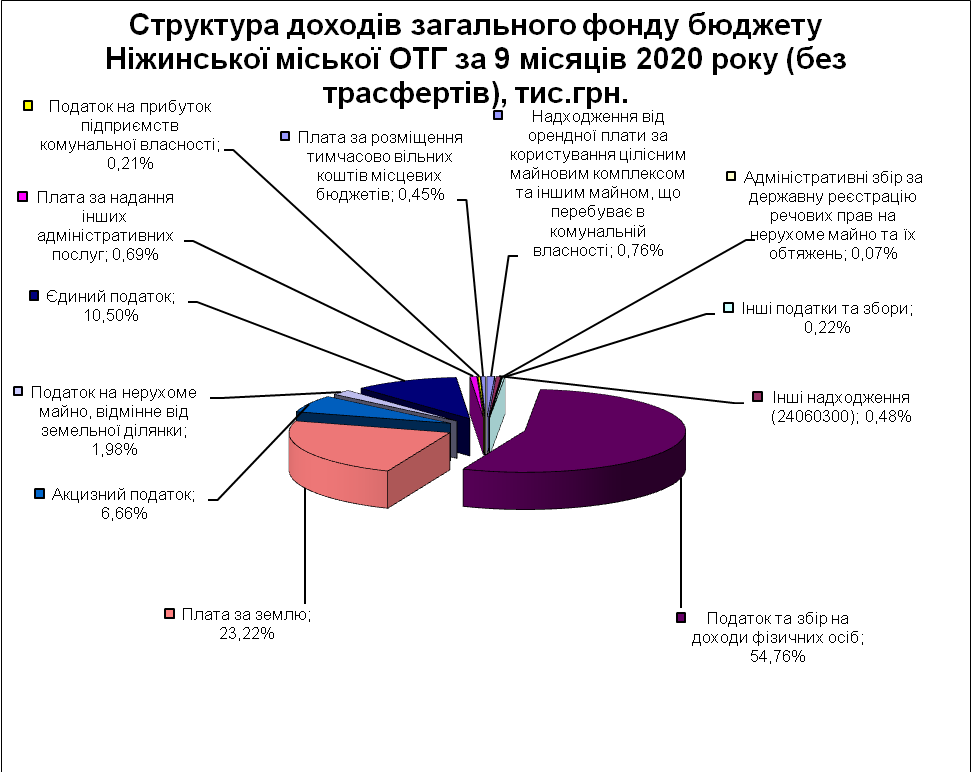 Структура доходів загального фонду бюджету
Ніжинської міської ОТГ за 9 місяців 2020 року (без
трасфертів), тис.грн.
Податок на прибуток
підприємств
комунальної власності;
0,21%
Плата за розміщення
тимчасово вільних
коштів місцевих
бюджетів; 0,45%
Надходження від
орендної плати за
користування цілісним
майновим комплексом
та іншим майном, що
перебуває в
комунальній
власності; 0,76%
Адміністративні збір за
державну реєстрацію
речових прав на
нерухоме майно та їх
обтяжень; 0,07%
Плата за надання
інших
адміністративних
послуг; 0,69%
Єдиний податок;
10,50%
Інші податки та збори;
0,22%
Податок на нерухоме
майно, відмінне від
земельної ділянки;
1,98%
Інші надходження
(24060300); 0,48%
Акцизний податок;
6,66%
Плата за землю;
23,22%
Податок та збір на
доходи фізичних осіб;
54,76%